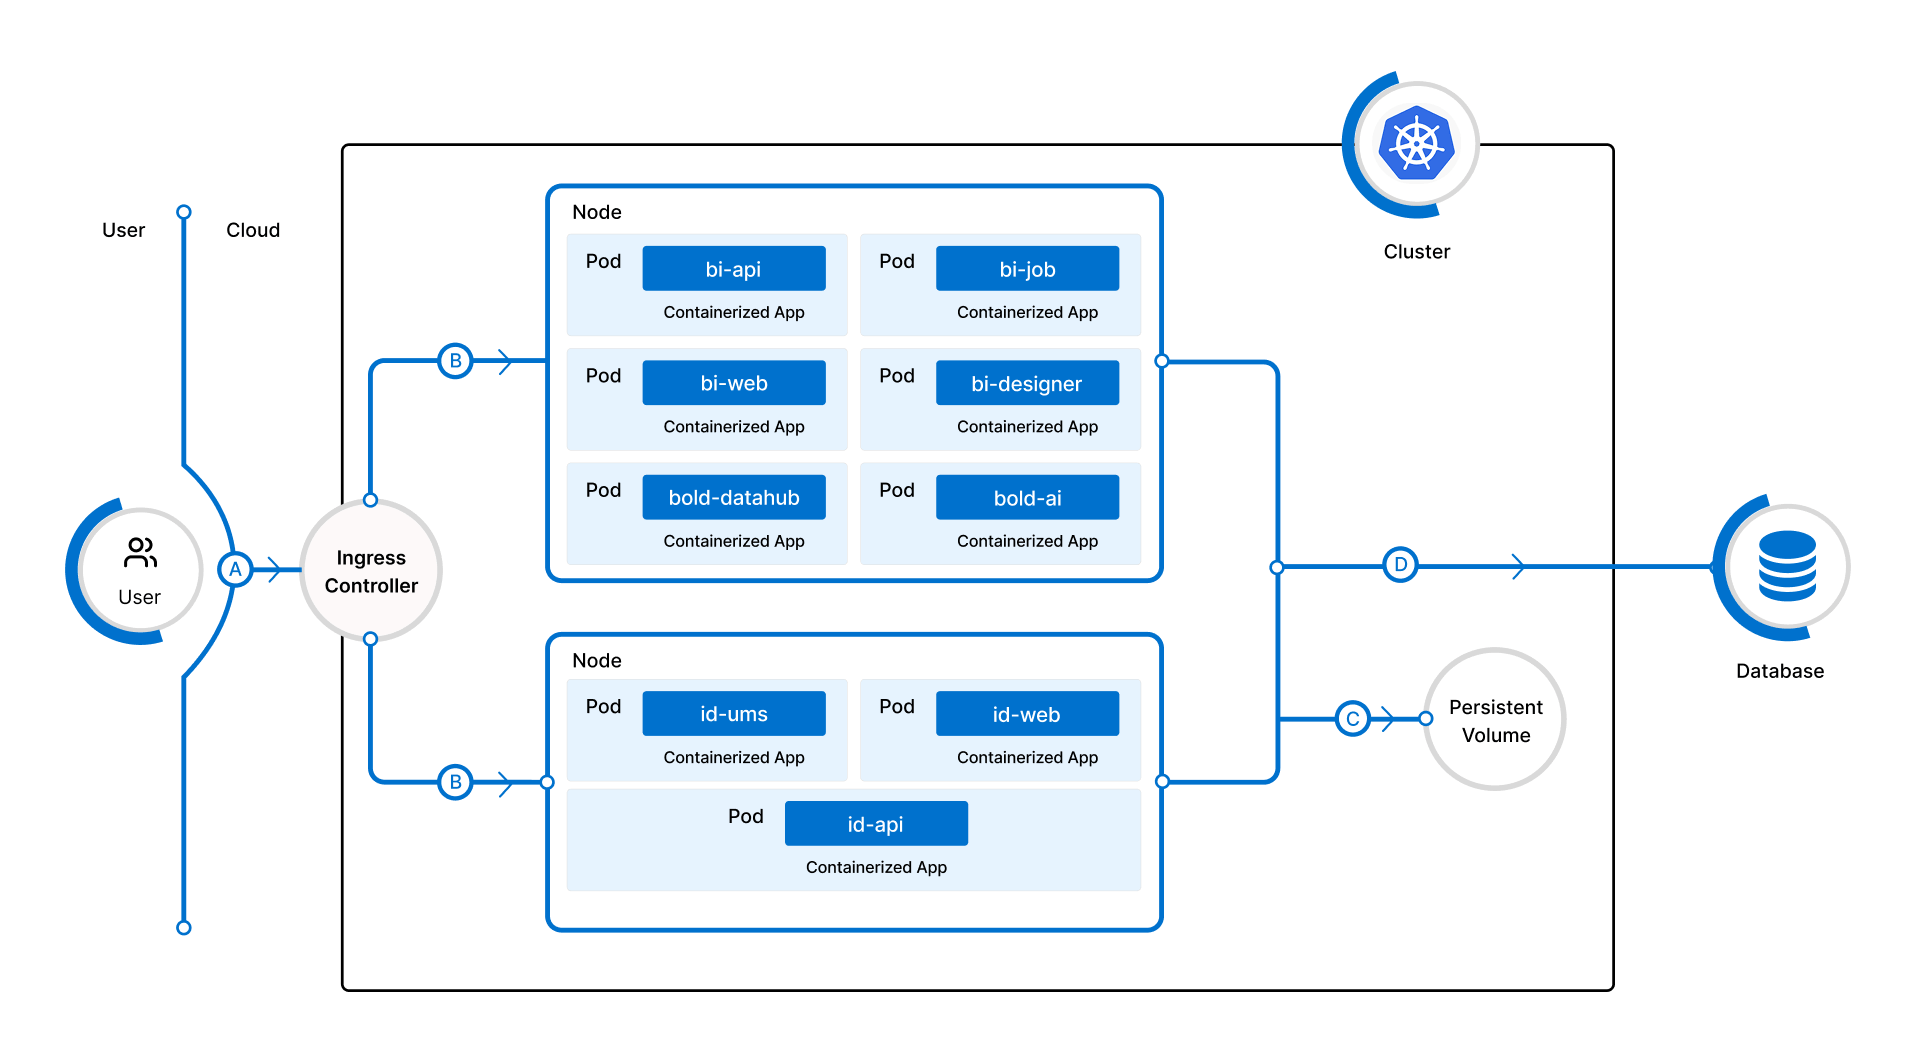 User
Cloud
User
A
Ingress
Controller
B
B
Node
Pod
bi-api
Containerized App
Pod
bi-job
Containerized App
Pod
bi-web
Containerized App
Pod
bi-designer
Containerized App
Pod
bold-datahub
Containerized App
Pod
bold-ai
Containerized App
Node
Pod
id-ums
Containerized App
Pod
id-web
Containerized App
Pod
id-api
Containerized App
Cluster
D
C
Persistent
Volume
Database